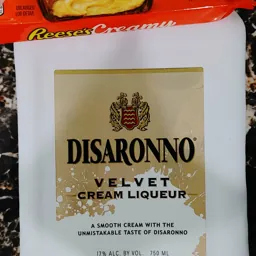 REESE'S Creamy
DISARONNO®
VELVET
CREAM LIQUEUR
A SMOOTH CREAM WITH THE
UNMISTAKABLE TASTE OF DISARONNO
17% ALC. BY VOL. 750 ML